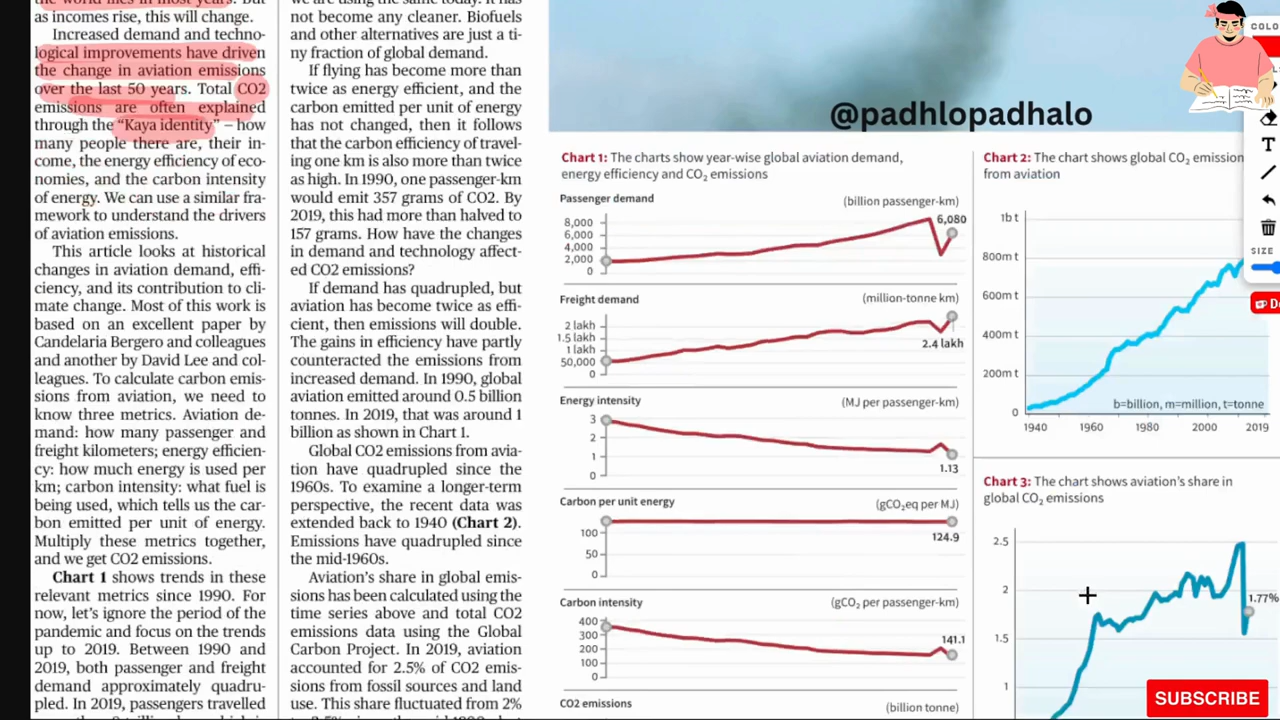 the world flies in most years. But
as incomes rise, this will change.
Increased demand and techno-
logical improvements have driven
the change in aviation emissions
over the last 50 years. Total CO2
emissions are often explained
through the “Kaya identity” – how
many people there are, their in-
come, the energy efficiency of eco-
nomies, and the carbon intensity
of energy. We can use a similar fra-
mework to understand the drivers
of aviation emissions.
This article looks at historical
changes in aviation demand, effi-
ciency, and its contribution to cli-
mate change. Most of this work is
based on an excellent paper by
Candelaria Bergero and colleagues
and another by David Lee and col-
leagues. To calculate carbon emis-
sions from aviation, we need to
know three metrics. Aviation de-
mand: how many passenger and
freight kilometers; energy efficien-
cy: how much energy is used per
km; carbon intensity: what fuel is
being used, which tells us the car-
bon emitted per unit of energy.
Multiply these metrics together,
and we get CO2 emissions.
Chart 1 shows trends in these
relevant metrics since 1990. For
now, let’s ignore the period of the
pandemic and focus on the trends
up to 2019. Between 1990 and
2019, both passenger and freight
demand approximately quadru-
pled. In 2019, passengers travelled
we are using the same today. It has
not become any cleaner. Biofuels
and other alternatives are just a ti-
ny fraction of global demand.
If flying has become more than
twice as energy efficient, and the
carbon emitted per unit of energy
has not changed, then it follows
that the carbon efficiency of travel-
ing one km is also more than twice
as high. In 1990, one passenger-km
would emit 357 grams of CO2. By
2019, this had more than halved to
157 grams. How have the changes
in demand and technology affect-
ed CO2 emissions?
If demand has quadrupled, but
aviation has become twice as effi-
cient, then emissions will double.
The gains in efficiency have partly
counteracted the emissions from
increased demand. In 1990, global
aviation emitted around 0.5 billion
tonnes. In 2019, that was around 1
billion as shown in Chart 1.
Global CO2 emissions from avia-
tion have quadrupled since the
1960s. To examine a longer-term
perspective, the recent data was
extended back to 1940 (Chart 2).
Emissions have quadrupled since
the mid-1960s.
Aviation’s share in global emis-
sions has been calculated using the
time series above and total CO2
emissions data using the Global
Carbon Project. In 2019, aviation
accounted for 2.5% of CO2 emis-
sions from fossil sources and land
use. This share fluctuated from 2%
@padhlopadhalo
Chart 1: The charts show year-wise global aviation demand,
energy efficiency and CO2 emissions
Passenger demand (billion passenger-km)
8,000
6,000
4,000
2,000
0
6,080
Freight demand (million-tonne km)
2 lakh
1.5 lakh
1 lakh
50,000
0
2.4 lakh
Energy intensity (MJ per passenger-km)
3
2
1
0
1.13
Carbon per unit energy (gCO2eq per MJ)
100
50
0
124.9
Carbon intensity (gCO2 per passenger-km)
400
300
200
100
0
141.1
CO2 emissions (billion tonne)
Chart 2: The chart shows global CO2 emission
from aviation
1b t
800m t
600m t
400m t
200m t
0
b=billion, m=million, t=tonne
1940 1960 1980 2000 2019
Chart 3: The chart shows aviation’s share in
global CO2 emissions
2.5
2
1.5
1
1.77%
COLO
T
SIZE
SUBSCRIBE